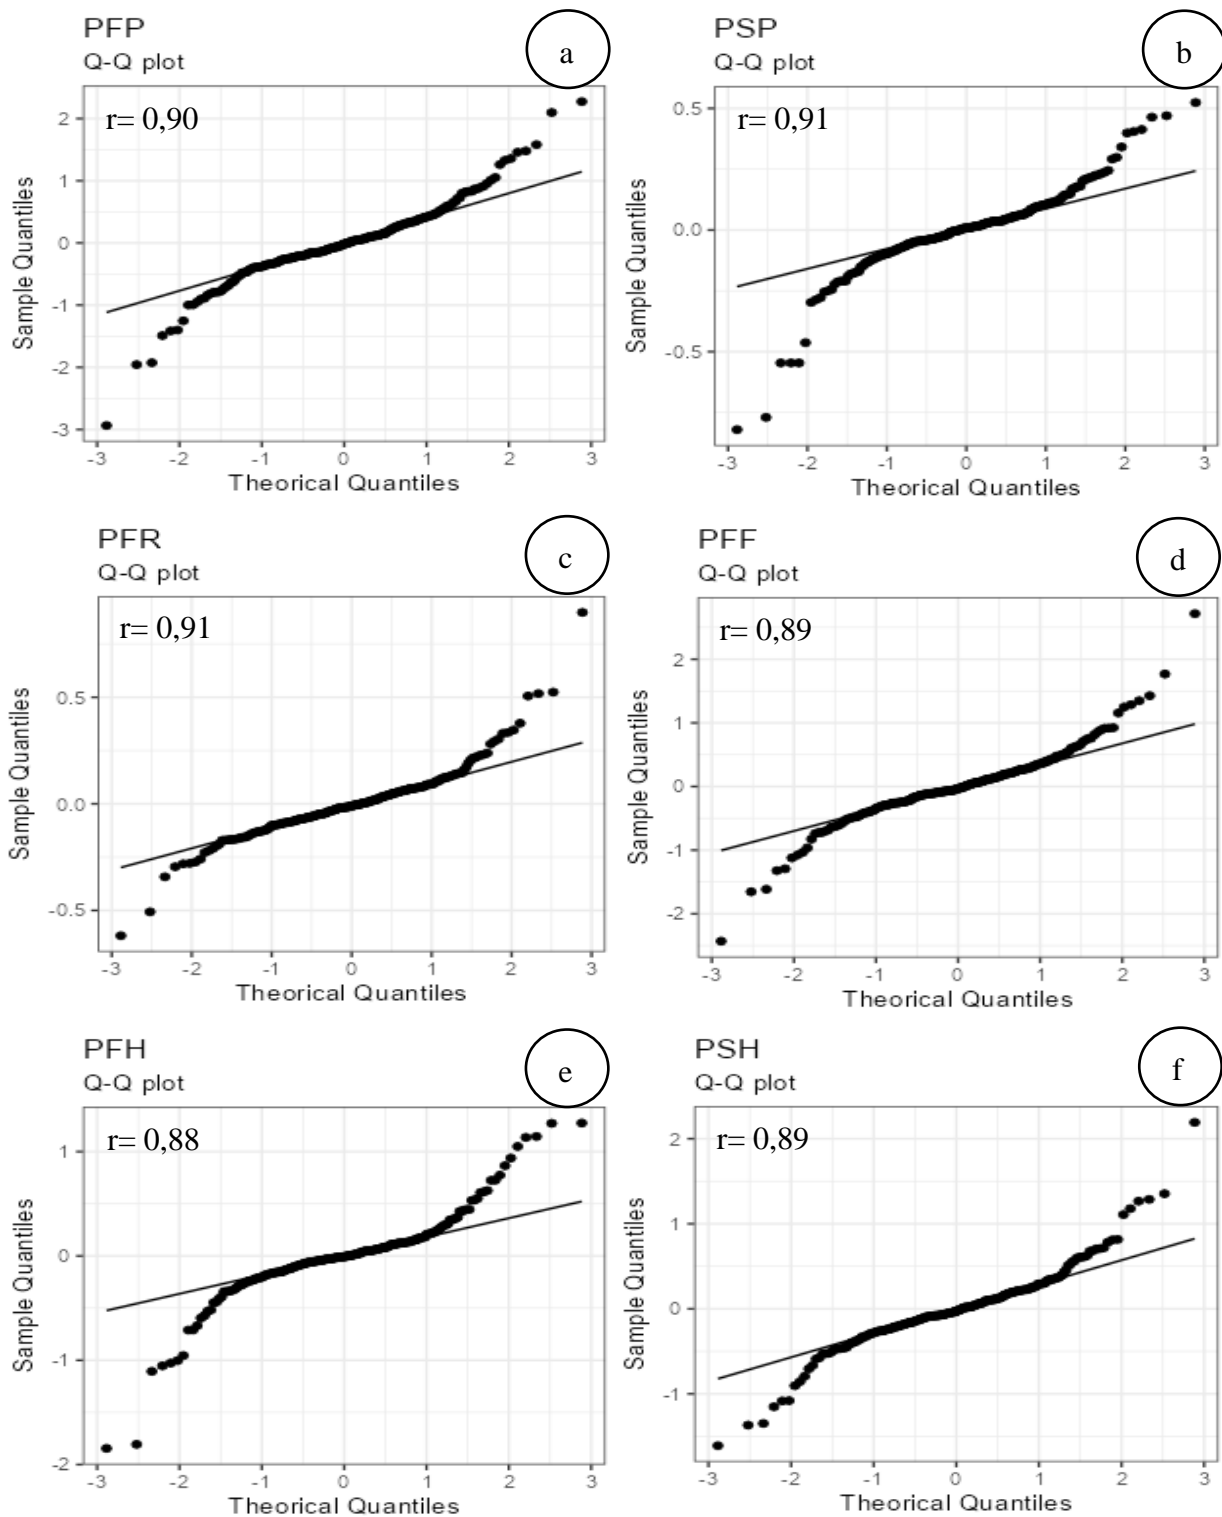 PFP
Q-Q plot
a
r= 0,90
2
1
0
-1
-2
-3
Sample Quantiles
-3 -2 -1 0 1 2 3
Theorical Quantiles
PSP
Q-Q plot
b
r= 0,91
0.5
0.0
-0.5
Sample Quantiles
-3 -2 -1 0 1 2 3
Theorical Quantiles
PFR
Q-Q plot
c
r= 0,91
0.5
0.0
-0.5
Sample Quantiles
-3 -2 -1 0 1 2 3
Theorical Quantiles
PFF
Q-Q plot
d
r= 0,89
2
1
0
-1
-2
Sample Quantiles
-3 -2 -1 0 1 2 3
Theorical Quantiles
PFH
Q-Q plot
e
r= 0,88
1
0
-1
-2
Sample Quantiles
-3 -2 -1 0 1 2 3
Theorical Quantiles
PSH
Q-Q plot
f
r= 0,89
2
1
0
-1
Sample Quantiles
-3 -2 -1 0 1 2 3
Theorical Quantiles